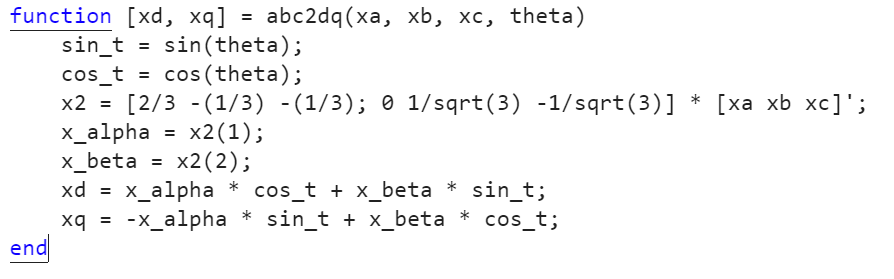 function [xd, xq] = abc2dq(xa, xb, xc, theta)
    sin_t = sin(theta);
    cos_t = cos(theta);
    x2 = [2/3 -(1/3) -(1/3); 0 1/sqrt(3) -1/sqrt(3)] * [xa xb xc]';
    x_alpha = x2(1);
    x_beta = x2(2);
    xd = x_alpha * cos_t + x_beta * sin_t;
    xq = -x_alpha * sin_t + x_beta * cos_t;
end